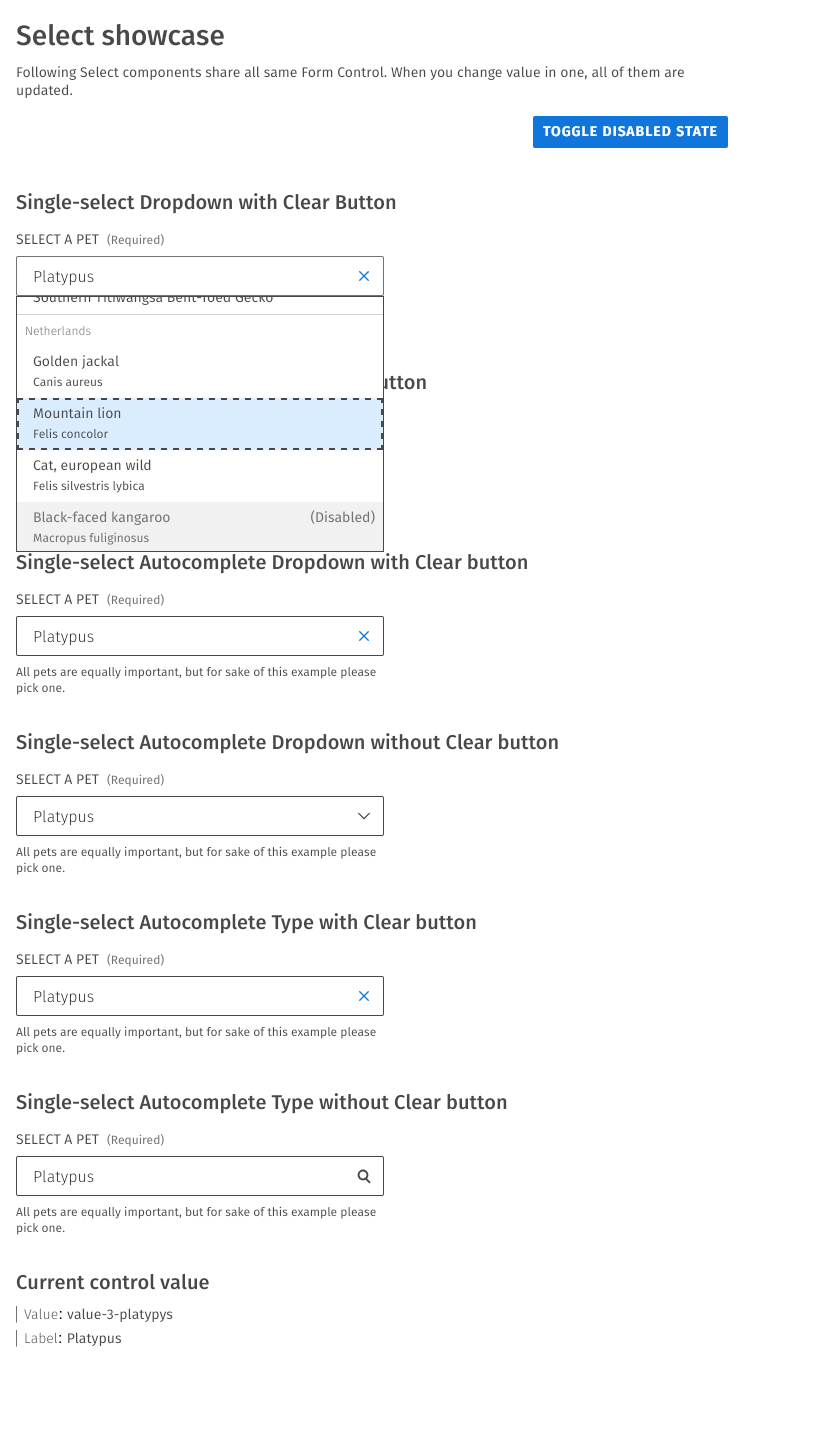 Select showcase
Following Select components share all same Form Control. When you change value in one, all of them are
updated.
TOGGLE DISABLED STATE
Single-select Dropdown with Clear Button
SELECT A PET (Required)
Platypus
Southern Titiwangsa Bent-Toed Gecko
Netherlands
Golden jackal
Canis aureus
utton
Mountain lion
Felis concolor
Cat, european wild
Felis silvestris lybica
Black-faced kangaroo (Disabled)
Macropus fuliginosus
Single-select Autocomplete Dropdown with Clear button
SELECT A PET (Required)
Platypus
All pets are equally important, but for sake of this example please
pick one.
Single-select Autocomplete Dropdown without Clear button
SELECT A PET (Required)
Platypus
All pets are equally important, but for sake of this example please
pick one.
Single-select Autocomplete Type with Clear button
SELECT A PET (Required)
Platypus
All pets are equally important, but for sake of this example please
pick one.
Single-select Autocomplete Type without Clear button
SELECT A PET (Required)
Platypus
All pets are equally important, but for sake of this example please
pick one.
Current control value
Value: value-3-platypys
Label: Platypus